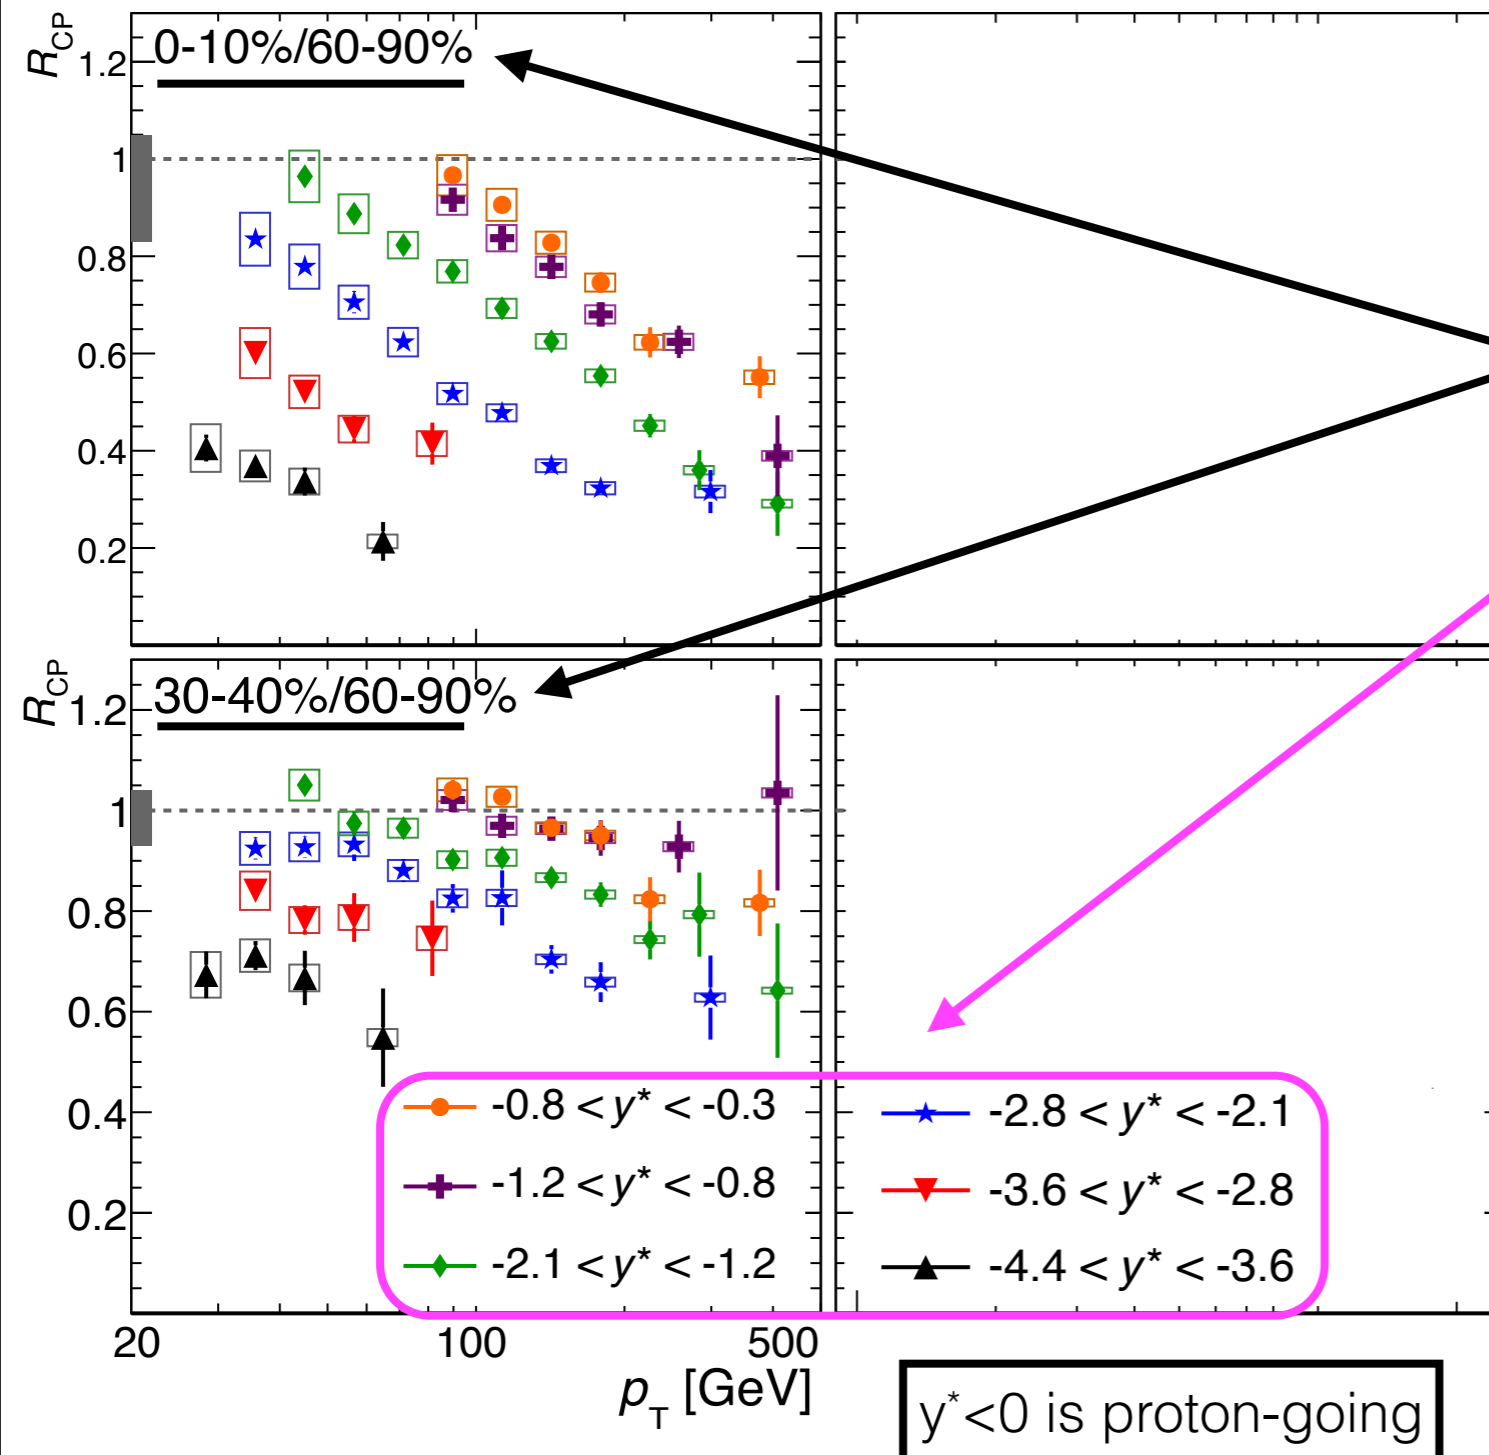 R_CP
0-10%/60-90%
1.2
1
0.8
0.6
0.4
0.2
R_CP
30-40%/60-90%
1.2
1
0.8
0.6
0.4
0.2
-0.8 < y* < -0.3
-1.2 < y* < -0.8
-2.1 < y* < -1.2
-2.8 < y* < -2.1
-3.6 < y* < -2.8
-4.4 < y* < -3.6
20 100 500
p_T [GeV]
y*<0 is proton-going